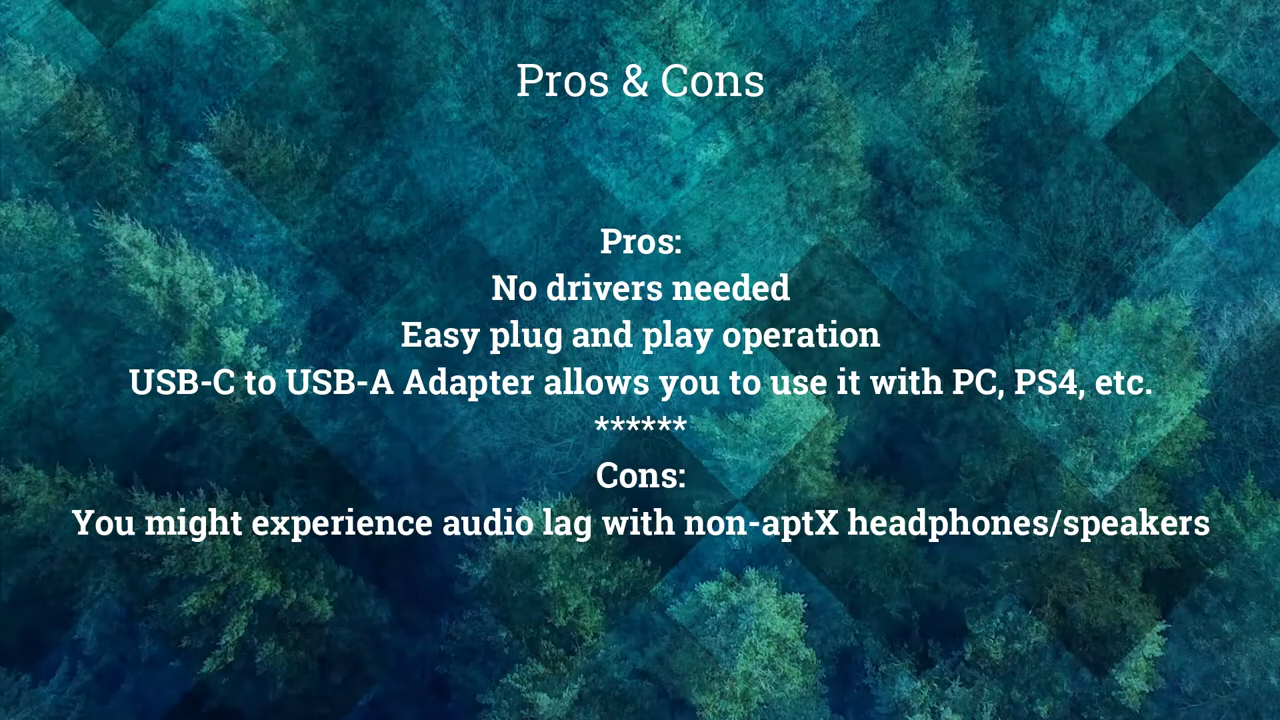 Pros & Cons
Pros:
No drivers needed
Easy plug and play operation
USB-C to USB-A Adapter allows you to use it with PC, PS4, etc.
******
Cons:
You might experience audio lag with non-aptX headphones/speakers